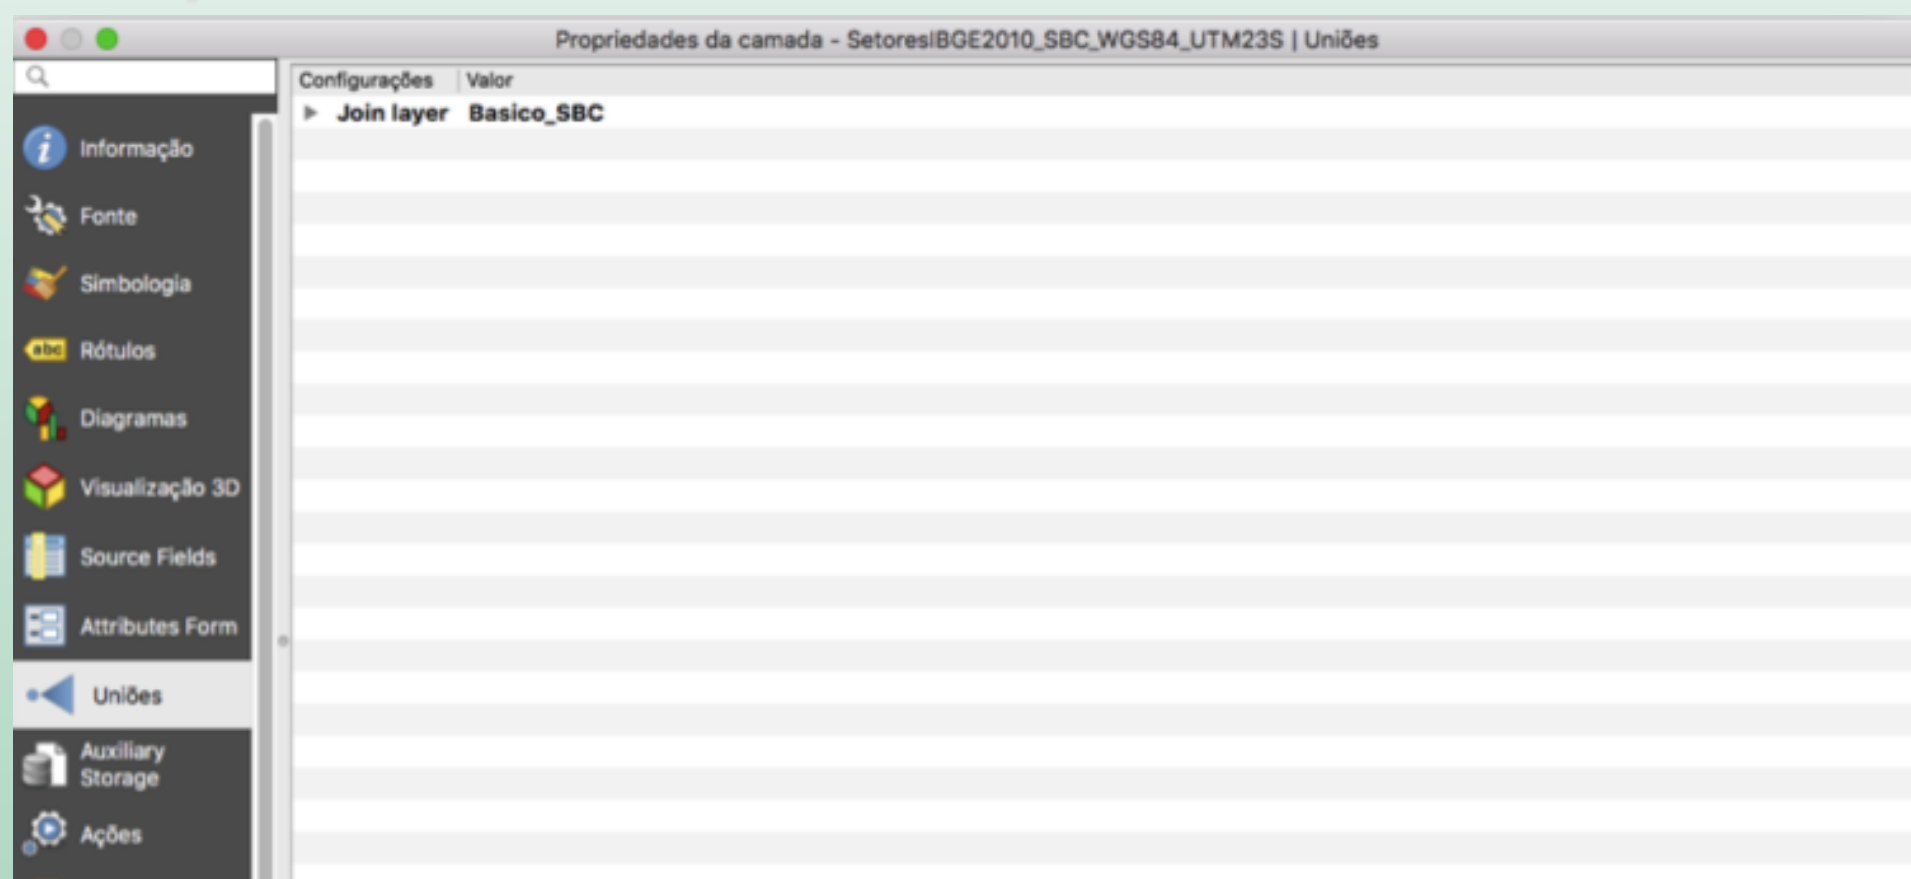 Propriedades da camada - SetoresIBGE2010_SBC_WGS84_UTM23S | Uniões
Configurações Valor
Join layer Basico_SBC
Informação
Fonte
Simbologia
abc Rótulos
Diagramas
Visualização 3D
Source Fields
Attributes Form
Uniões
Auxiliary
Storage
Ações